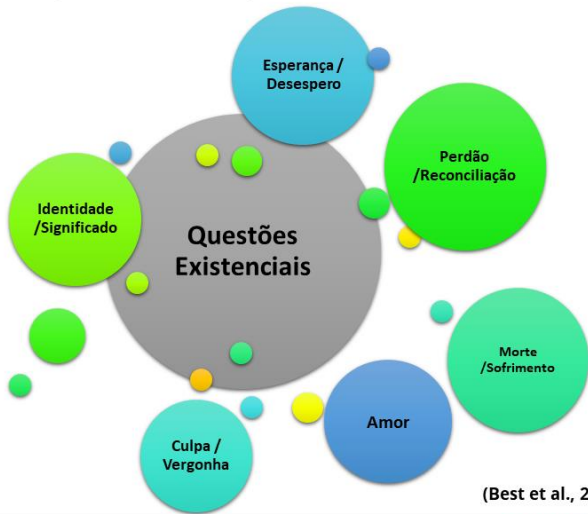 Esperança /
Desespero
Perdão
/Reconciliação
Identidade
/Significado
Questões
Existenciais
Morte
/Sofrimento
Amor
Culpa /
Vergonha
(Best et al., 2